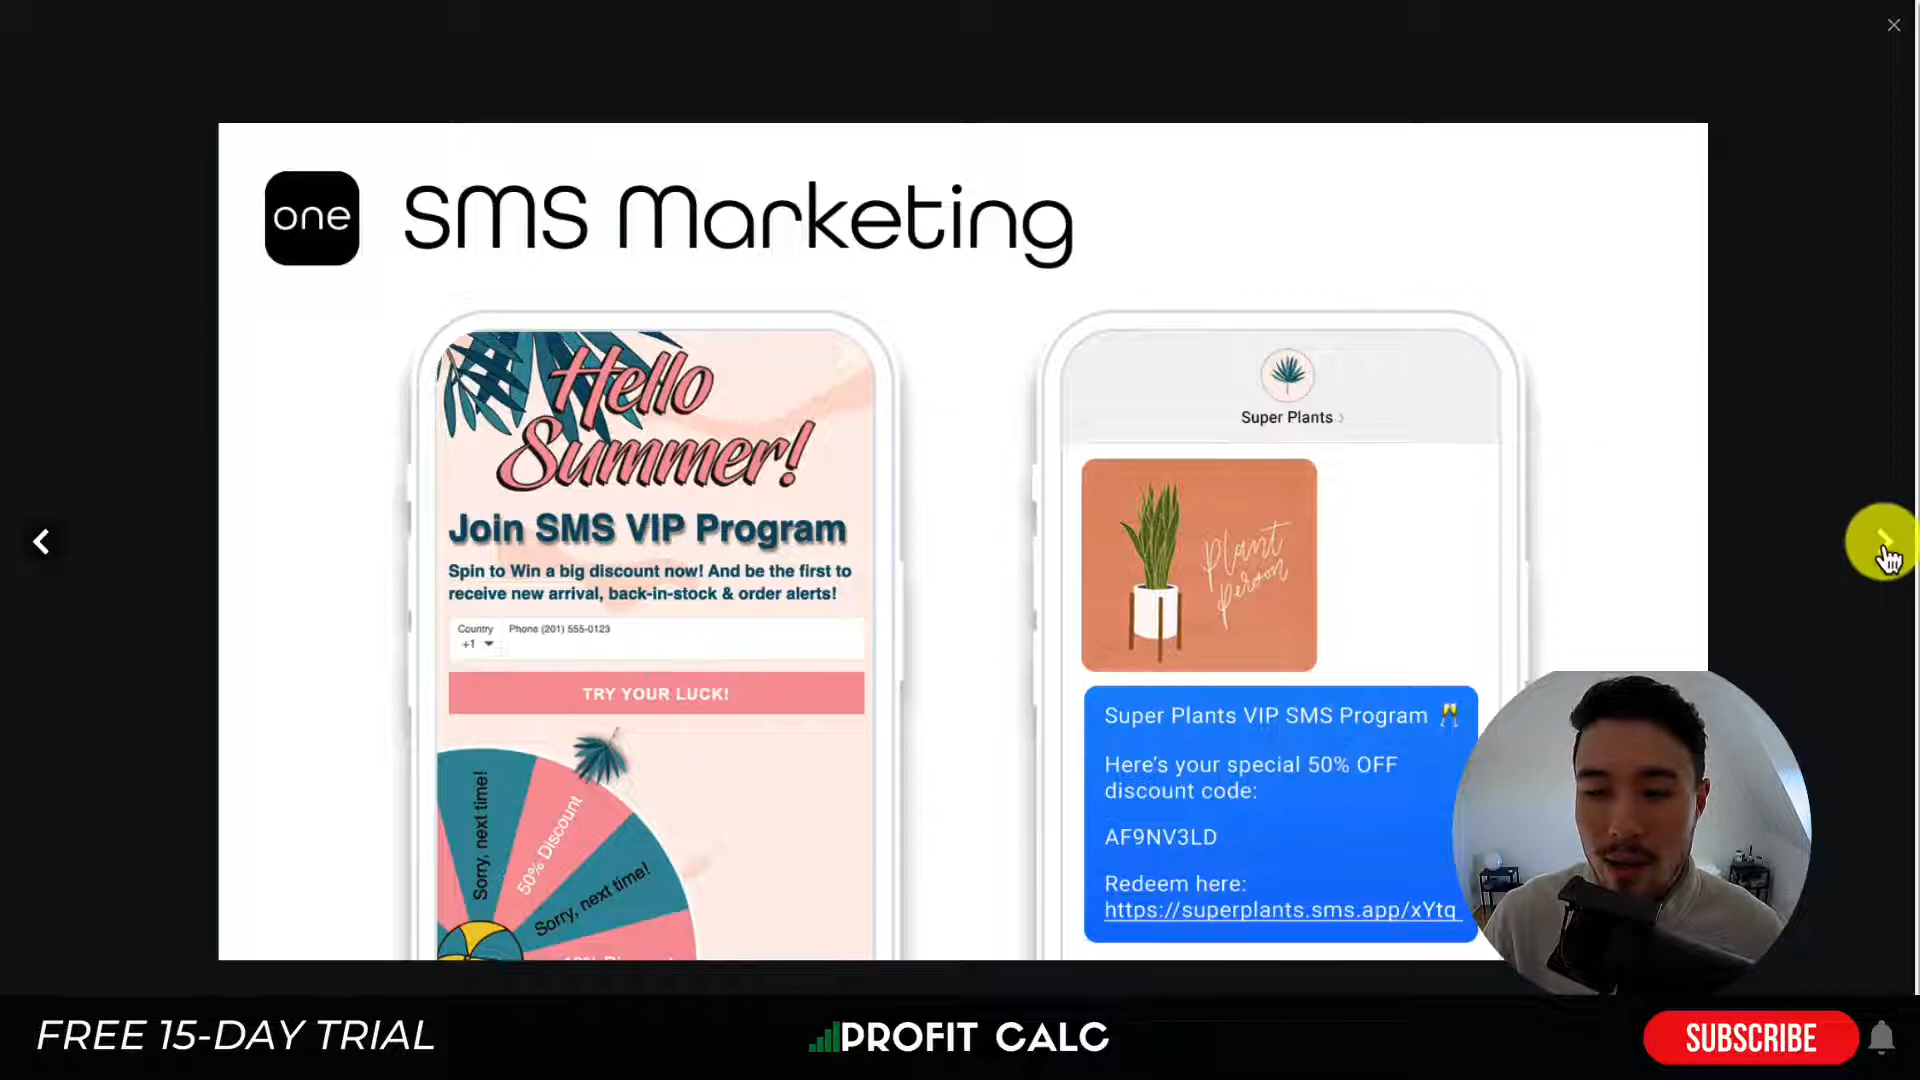 one
SMS Marketing
Hello
Summer!
Join SMS VIP Program
Spin to Win a big discount now! And be the first to
receive new arrival, back-in-stock & order alerts!
Country
+1
Phone (201) 555-0123
TRY YOUR LUCK!
Sorry, next time!
50% Discount
Sorry, next time!
Super Plants
Plant
person
Super Plants VIP SMS Program 🥂
Here's your special 50% OFF
discount code:
AF9NV3LD
Redeem here:
https://superplants.sms.app/xYtq
FREE 15-DAY TRIAL
PROFIT CALC
SUBSCRIBE